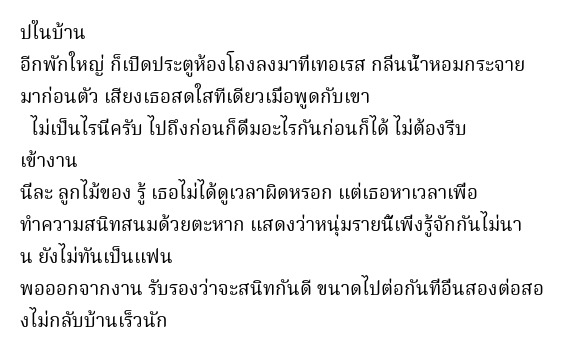 ปในบ้าน
อีกพักใหญ่ ก็เปิดประตูห้องโถงลงมาที่เทอเรส กลิ่นน้ำหอมกระจาย
มาก่อนตัว เสียงเธอสดใสทีเดียวเมื่อพูดกับเขา
ไม่เป็นไรนี่ครับ ไปถึงก่อนก็ดื่มอะไรกันก่อนก็ได้ ไม่ต้องรีบ
เข้างาน
นี่ละ ลูกไม้ของ รู้ เธอไม่ได้ดูเวลาผิดหรอก แต่เธอหาเวลาเพื่อ
ทำความสนิทสนมด้วยตะหาก แสดงว่าหนุ่มรายนี้เพิ่งรู้จักกันไม่นา
น ยังไม่ทันเป็นแฟน
พอออกจากงาน รับรองว่าจะสนิทกันดี ขนาดไปต่อกันที่อื่นสองต่อสอ
งไม่กลับบ้านเร็วนัก